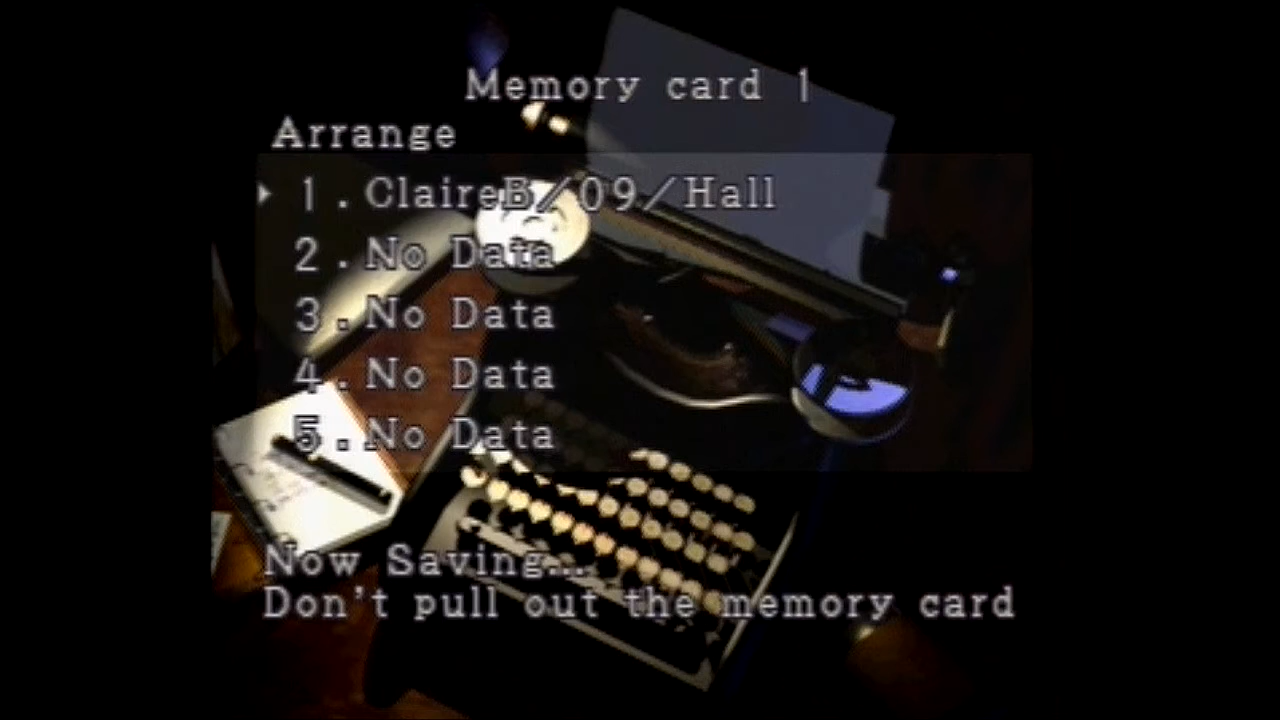 Memory card 1
Arrange
1.ClaireB/09/Hall
2.No Data
3.No Data
4.No Data
5.No Data
Now Saving...
Don't pull out the memory card